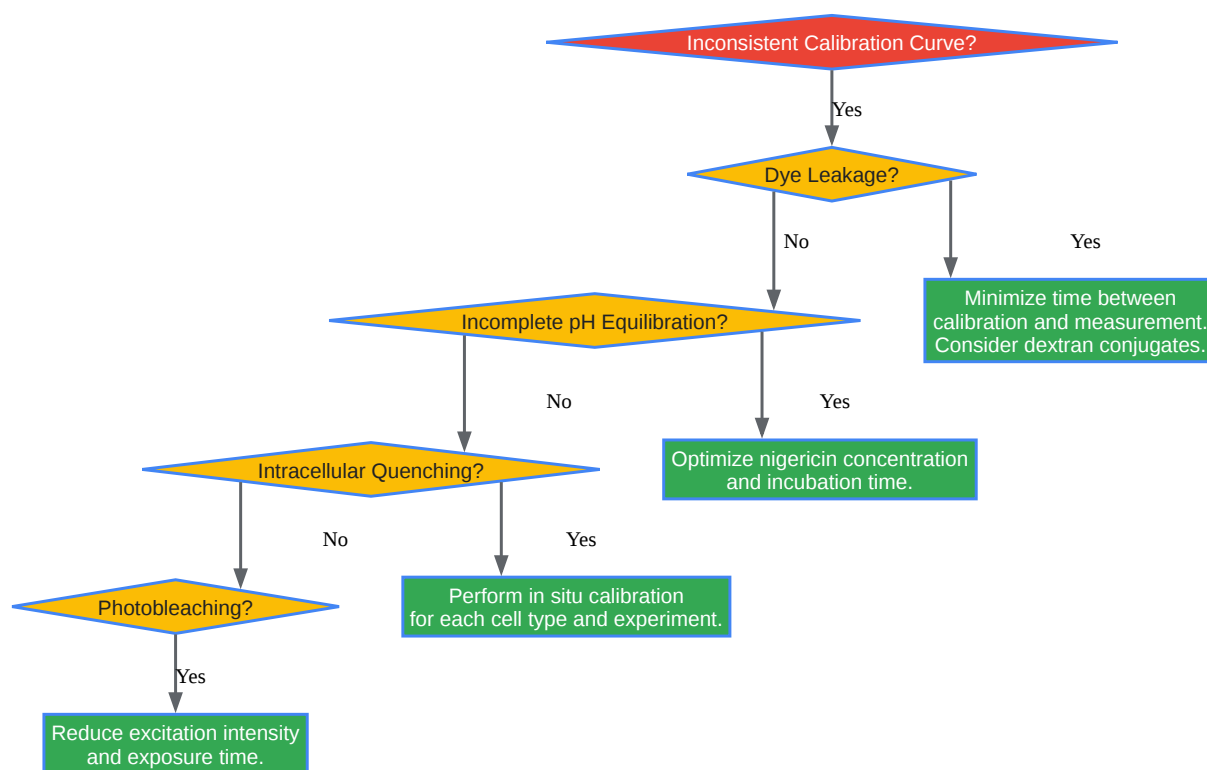 Inconsistent Calibration Curve?
Yes
Dye Leakage?
No
Yes
Minimize time between
calibration and measurement.
Consider dextran conjugates.
Incomplete pH Equilibration?
No
Yes
Optimize nigericin concentration
and incubation time.
Intracellular Quenching?
No
Yes
Perform in situ calibration
for each cell type and experiment.
Photobleaching?
Yes
Reduce excitation intensity
and exposure time.